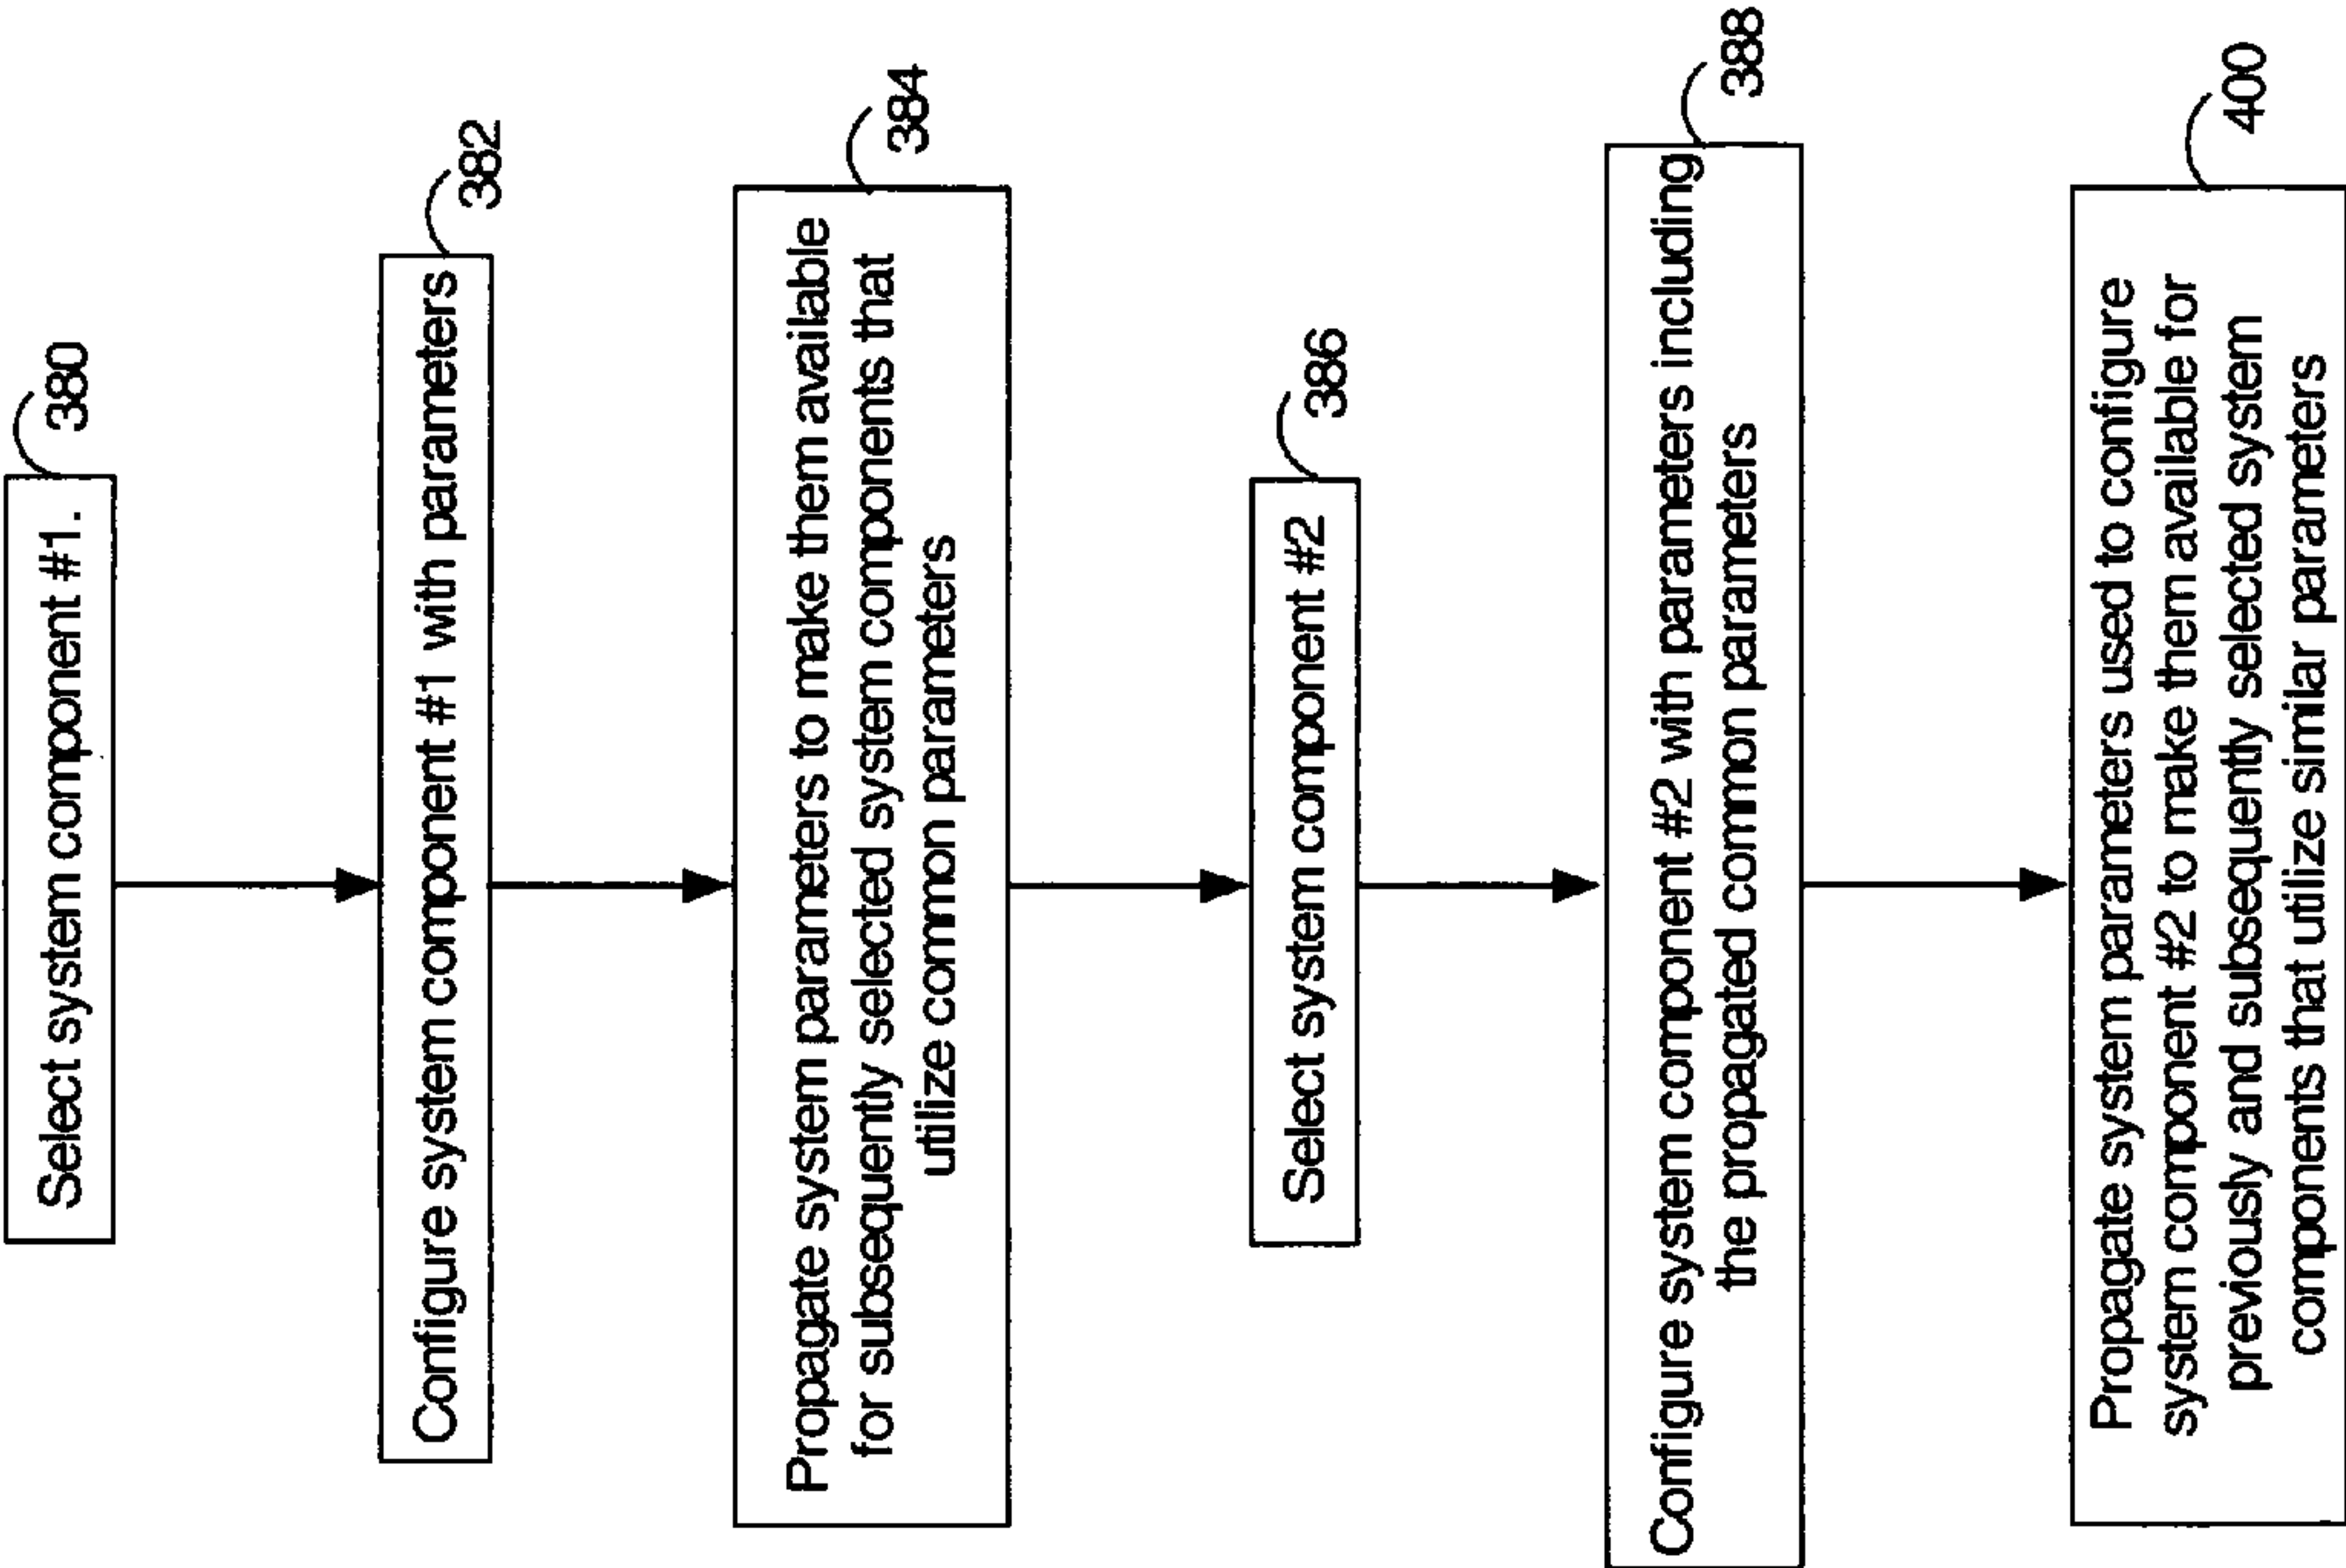 Select system component #1.
380
Configure system component #1 with parameters
382
Propagate system parameters to make them available
for subsequently selected system components that
utilize common parameters
384
Select system component #2
386
Configure system component #2 with parameters including
the propagated common parameters
388
Propagate system parameters used to configure
system component #2 to make them available for
previously and subsequently selected system
components that utilize similar parameters
400